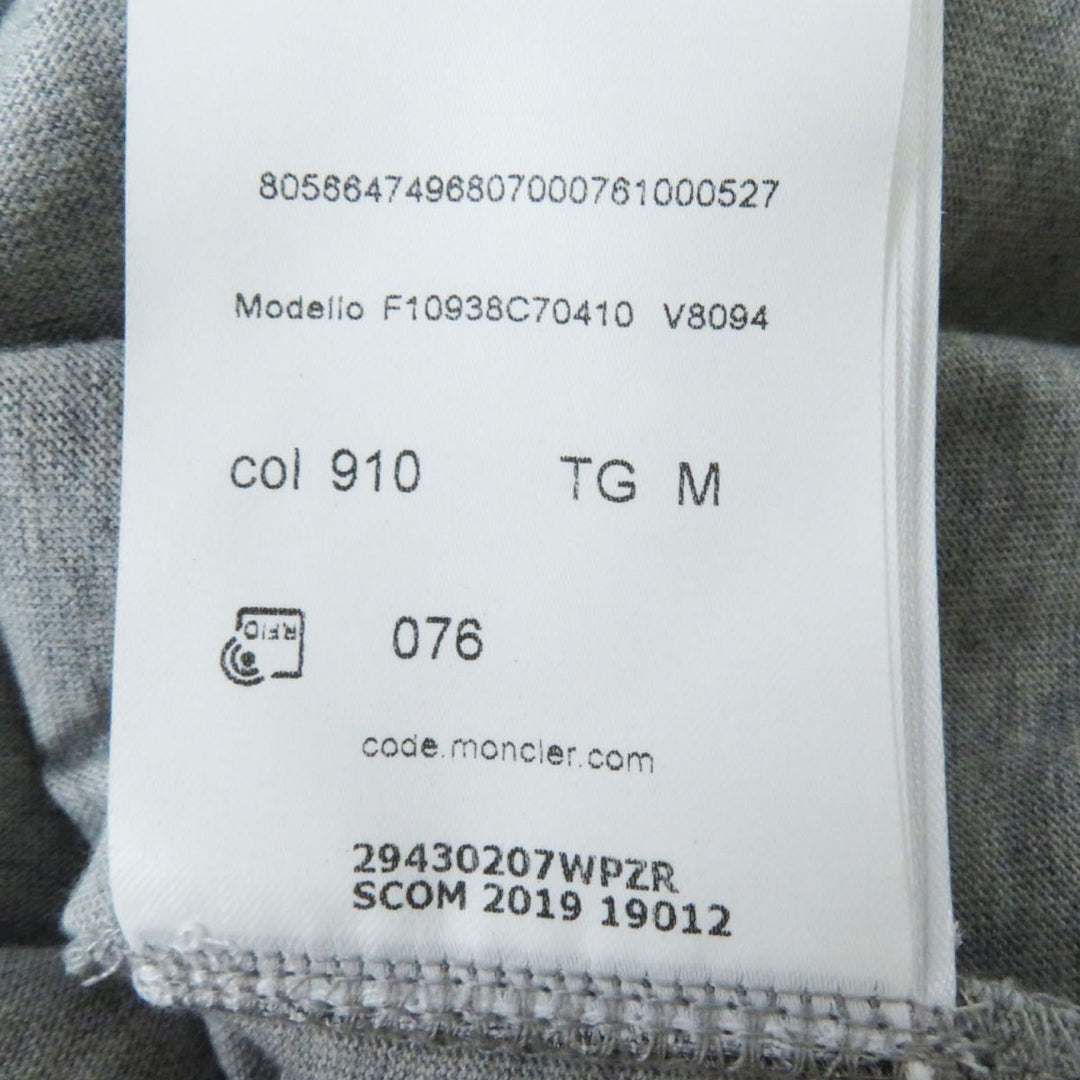 8056647496807000761000527
Modello F10938C70410 V8094
col 910 TG M
RFID
076
code.moncler.com
29430207WPZR
SCOM 2019 19012